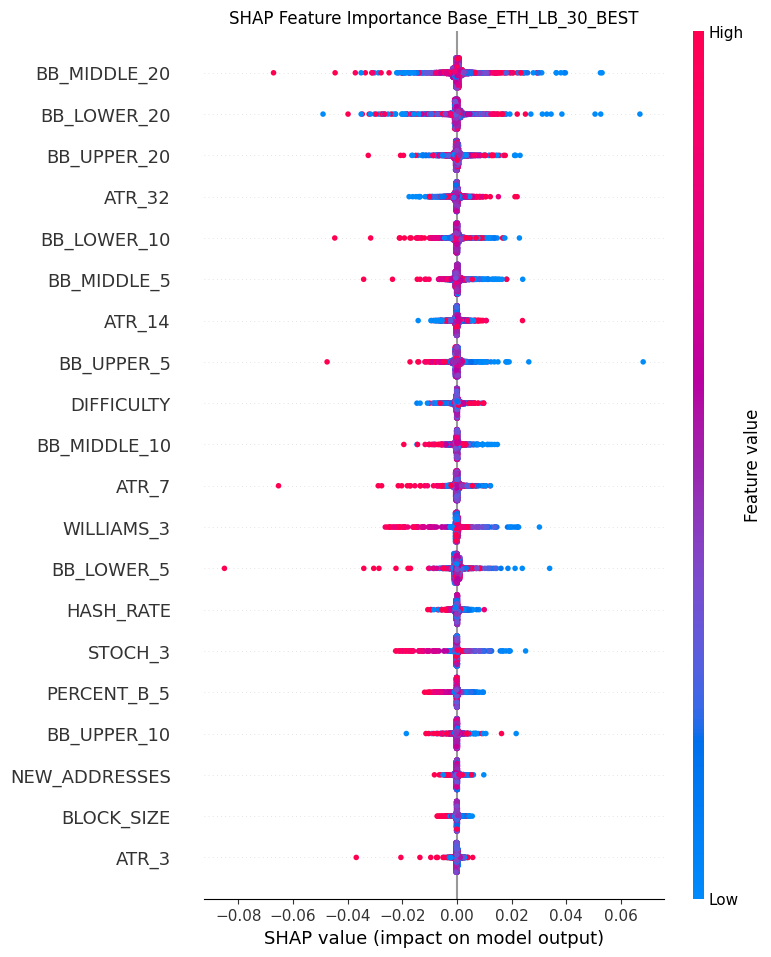 SHAP Feature Importance Base_ETH_LB_30_BEST
High
BB_MIDDLE_20
BB_LOWER_20
BB_UPPER_20
ATR_32
BB_LOWER_10
BB_MIDDLE_5
ATR_14
BB_UPPER_5
DIFFICULTY
BB_MIDDLE_10
ATR_7
WILLIAMS_3
BB_LOWER_5
HASH_RATE
STOCH_3
PERCENT_B_5
BB_UPPER_10
NEW_ADDRESSES
BLOCK_SIZE
ATR_3
Feature value
Low
−0.08 −0.06 −0.04 −0.02 0.00 0.02 0.04 0.06
SHAP value (impact on model output)